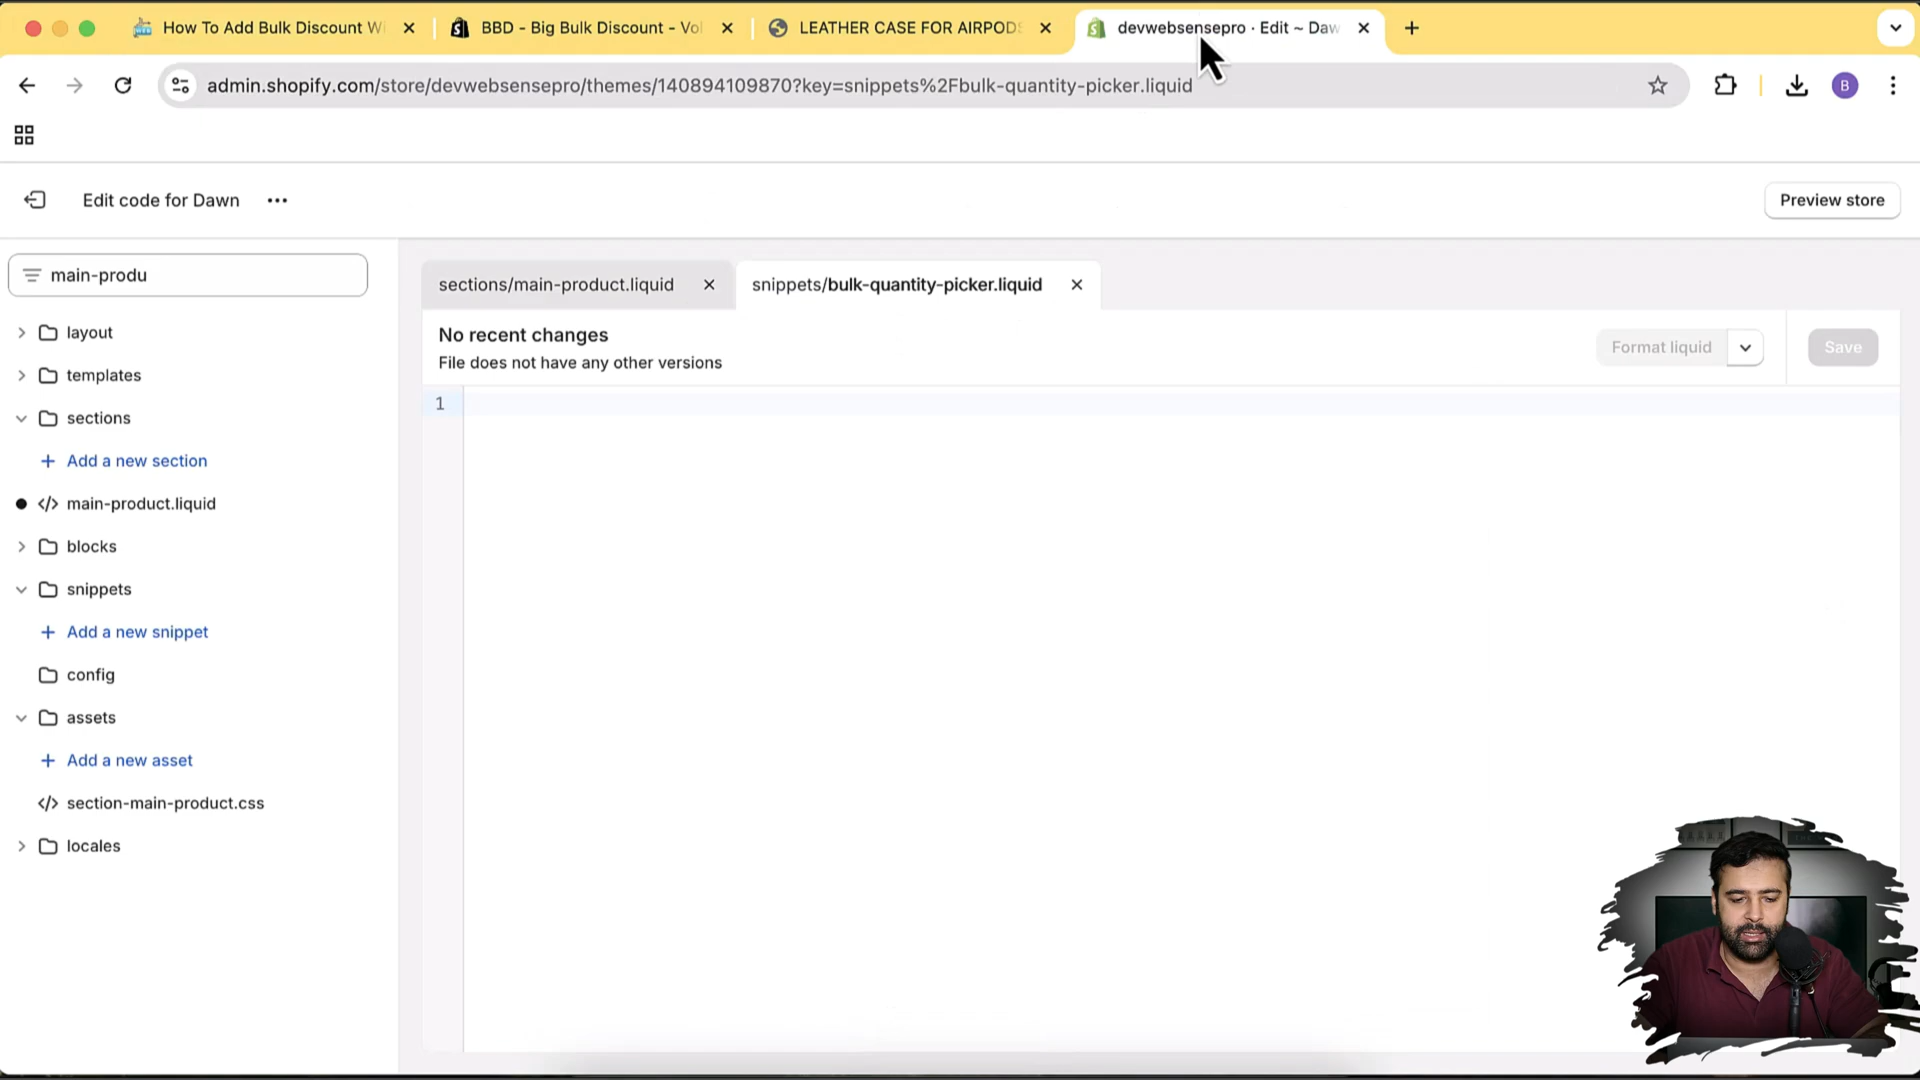 How To Add Bulk Discount Wi
BBD - Big Bulk Discount - Vol
LEATHER CASE FOR AIRPODS
devwebsensepro · Edit ~ Daw
admin.shopify.com/store/devwebsensepro/themes/140894109870?key=snippets%2Fbulk-quantity-picker.liquid
B
Edit code for Dawn
Preview store
main-produ
sections/main-product.liquid
snippets/bulk-quantity-picker.liquid
No recent changes
File does not have any other versions
Format liquid
Save
1
layout
templates
sections
Add a new section
main-product.liquid
blocks
snippets
Add a new snippet
config
assets
Add a new asset
section-main-product.css
locales